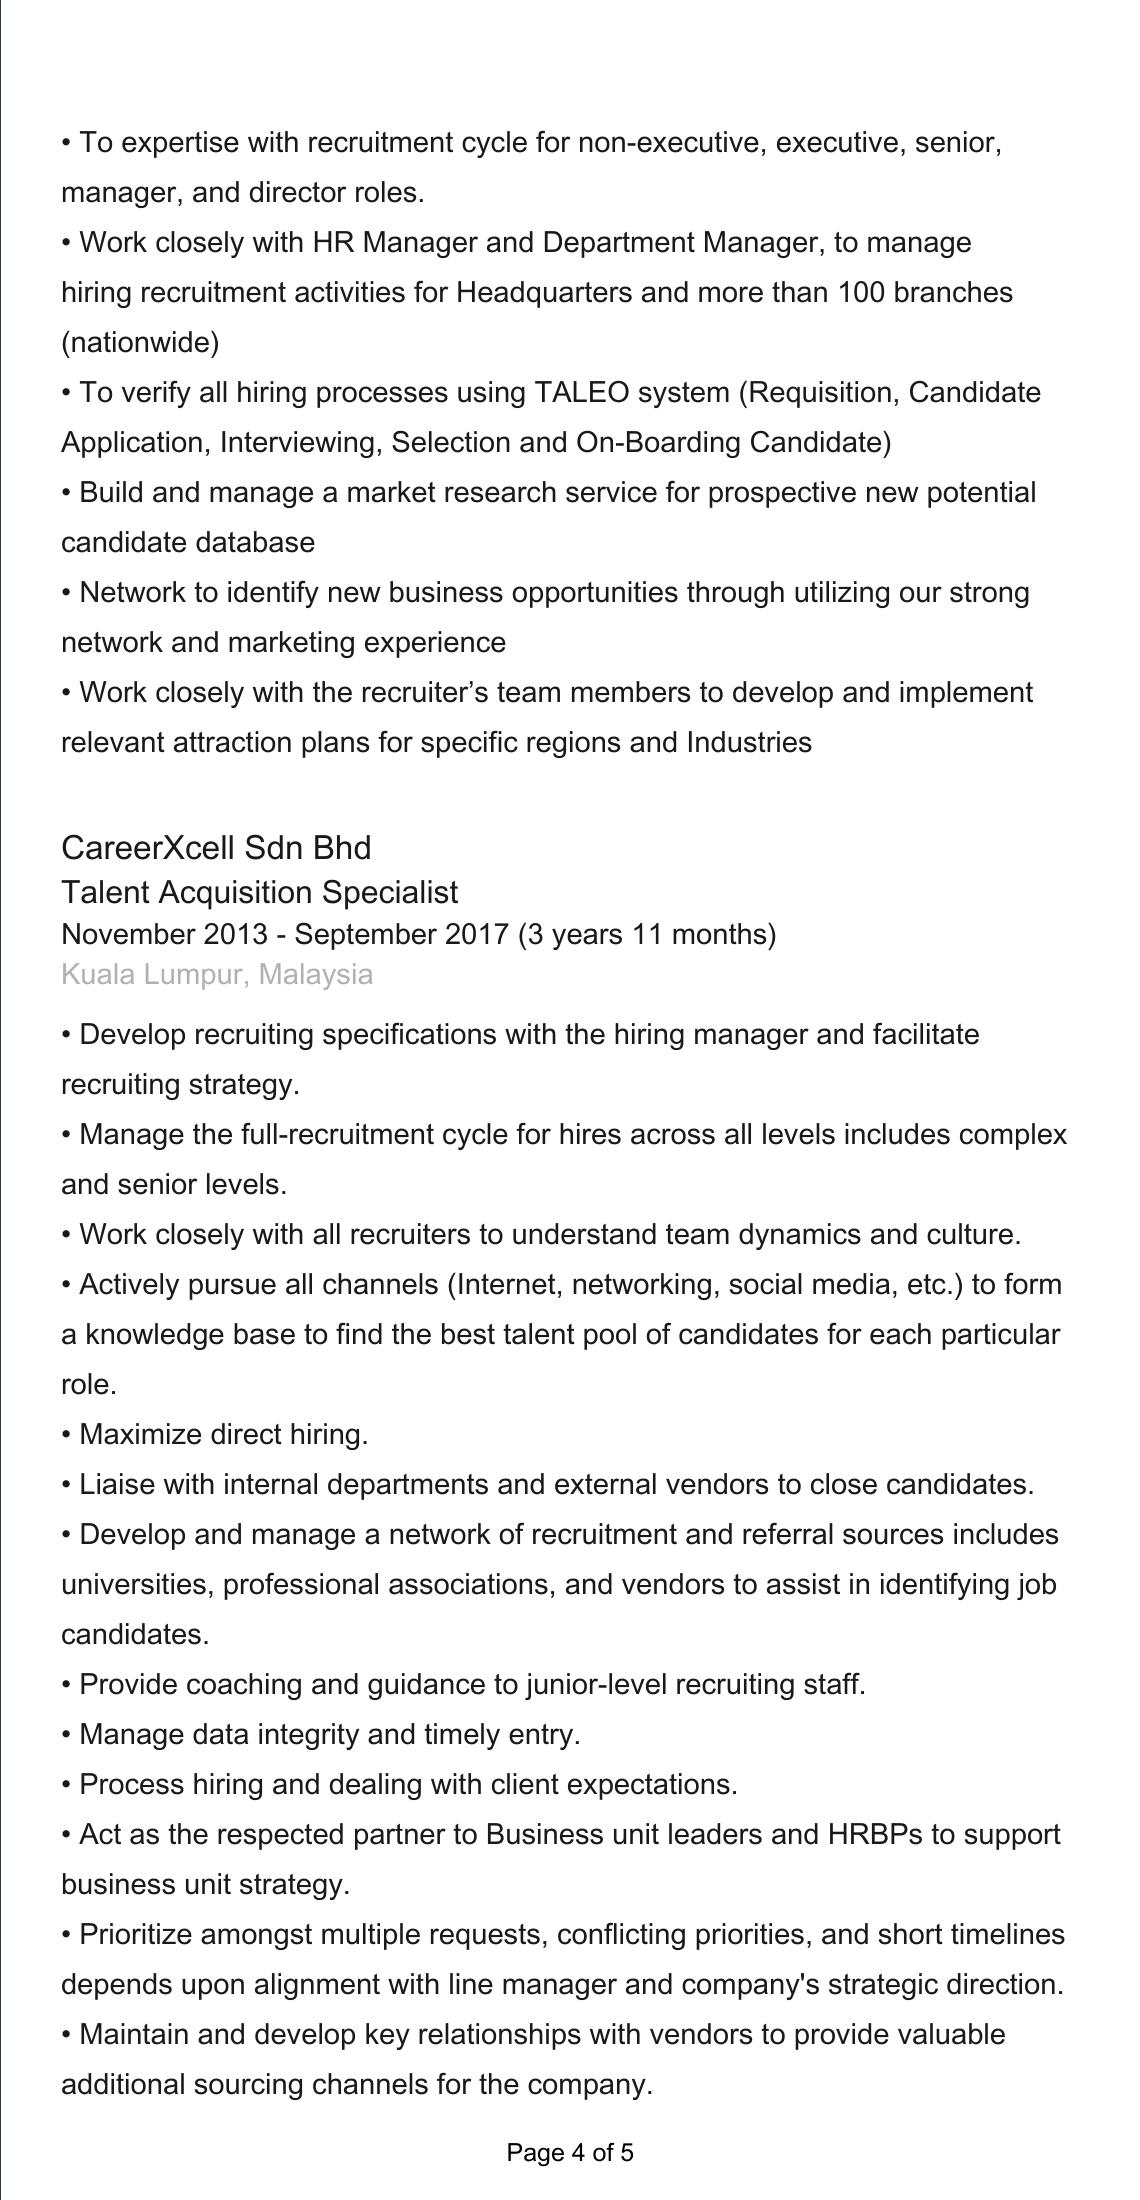 • To expertise with recruitment cycle for non-executive, executive, senior,
manager, and director roles.
• Work closely with HR Manager and Department Manager, to manage
hiring recruitment activities for Headquarters and more than 100 branches
(nationwide)
• To verify all hiring processes using TALEO system (Requisition, Candidate
Application, Interviewing, Selection and On-Boarding Candidate)
• Build and manage a market research service for prospective new potential
candidate database
• Network to identify new business opportunities through utilizing our strong
network and marketing experience
• Work closely with the recruiter’s team members to develop and implement
relevant attraction plans for specific regions and Industries
CareerXcell Sdn Bhd
Talent Acquisition Specialist
November 2013 - September 2017 (3 years 11 months)
Kuala Lumpur, Malaysia
• Develop recruiting specifications with the hiring manager and facilitate
recruiting strategy.
• Manage the full-recruitment cycle for hires across all levels includes complex
and senior levels.
• Work closely with all recruiters to understand team dynamics and culture.
• Actively pursue all channels (Internet, networking, social media, etc.) to form
a knowledge base to find the best talent pool of candidates for each particular
role.
• Maximize direct hiring.
• Liaise with internal departments and external vendors to close candidates.
• Develop and manage a network of recruitment and referral sources includes
universities, professional associations, and vendors to assist in identifying job
candidates.
• Provide coaching and guidance to junior-level recruiting staff.
• Manage data integrity and timely entry.
• Process hiring and dealing with client expectations.
• Act as the respected partner to Business unit leaders and HRBPs to support
business unit strategy.
• Prioritize amongst multiple requests, conflicting priorities, and short timelines
depends upon alignment with line manager and company's strategic direction.
• Maintain and develop key relationships with vendors to provide valuable
additional sourcing channels for the company.
Page 4 of 5